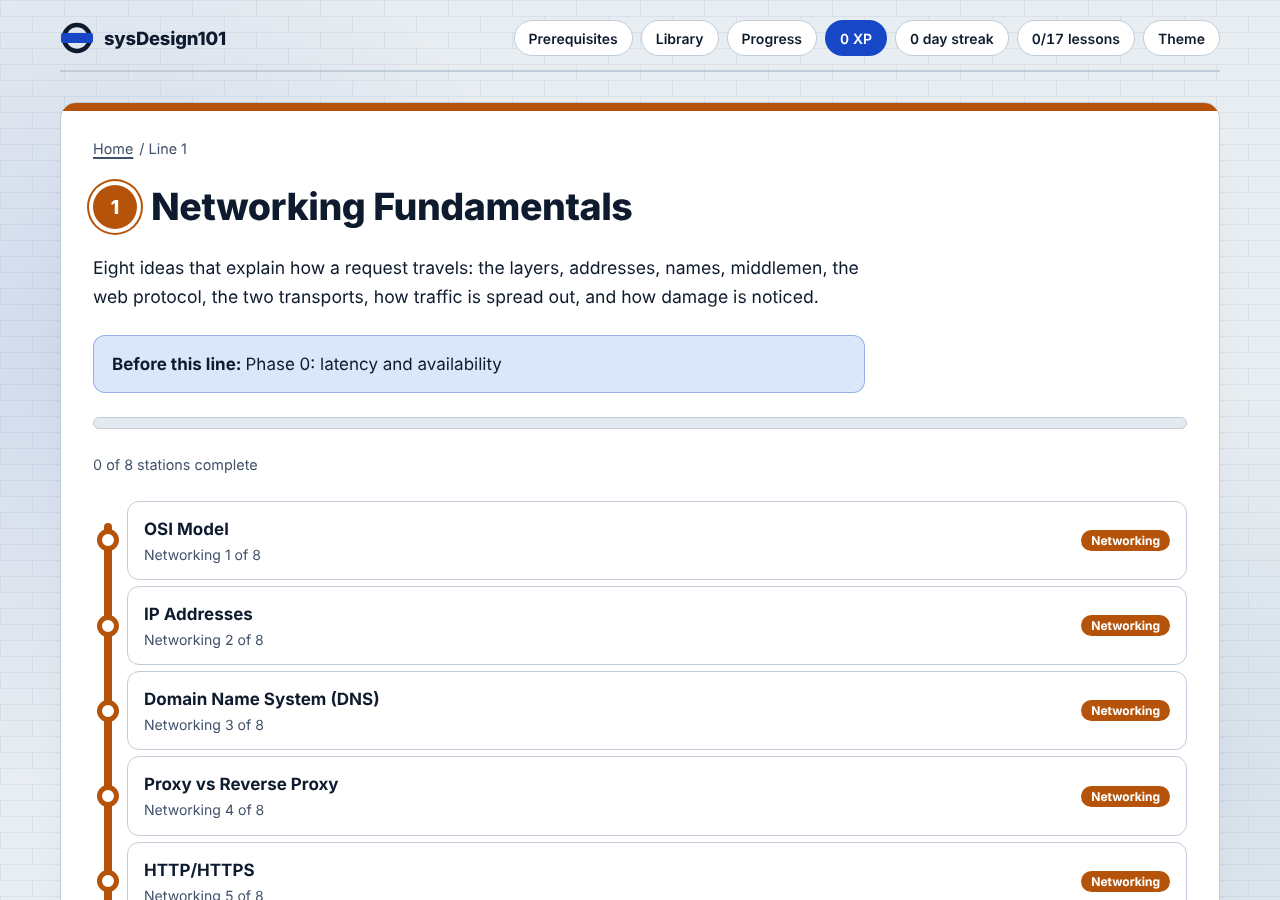 sysDesign101
Prerequisites
Library
Progress
0 XP
0 day streak
0/17 lessons
Theme
Home / Line 1
1
Networking Fundamentals
Eight ideas that explain how a request travels: the layers, addresses, names, middlemen, the
web protocol, the two transports, how traffic is spread out, and how damage is noticed.
Before this line: Phase 0: latency and availability
0 of 8 stations complete
OSI Model
Networking 1 of 8
Networking
IP Addresses
Networking 2 of 8
Networking
Domain Name System (DNS)
Networking 3 of 8
Networking
Proxy vs Reverse Proxy
Networking 4 of 8
Networking
HTTP/HTTPS
Networking 5 of 8
Networking